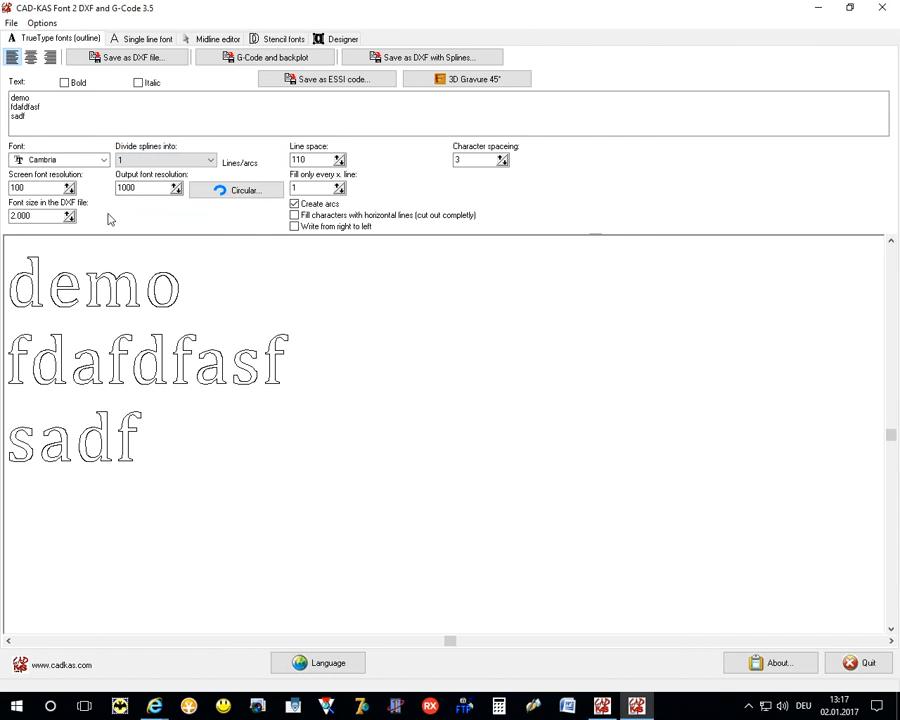 CAD-KAS Font 2 DXF and G-Code 3.5
File Options
TrueType fonts (outline) Single line font Midline editor Stencil fonts Designer
Save as DXF file... G-Code and backplot Save as DXF with Splines...
Text: Bold Italic Save as ESSI code... 3D Gravure 45°
demo
fdafdfasf
sadf
Font: Divide splines into: Line space: Character spaceing:
Cambria 1 Lines/arcs 110 3
Screen font resolution: Output font resolution: Fill only every x. line:
100 1000 Circular... 1
Font size in the DXF file: Create arcs
2.000 Fill characters with horizontal lines (cut out completly)
Write from right to left
demo
fdafdfasf
sadf
CAD KAS www.cadkas.com Language About... Quit
13:17
DEU
02.01.2017